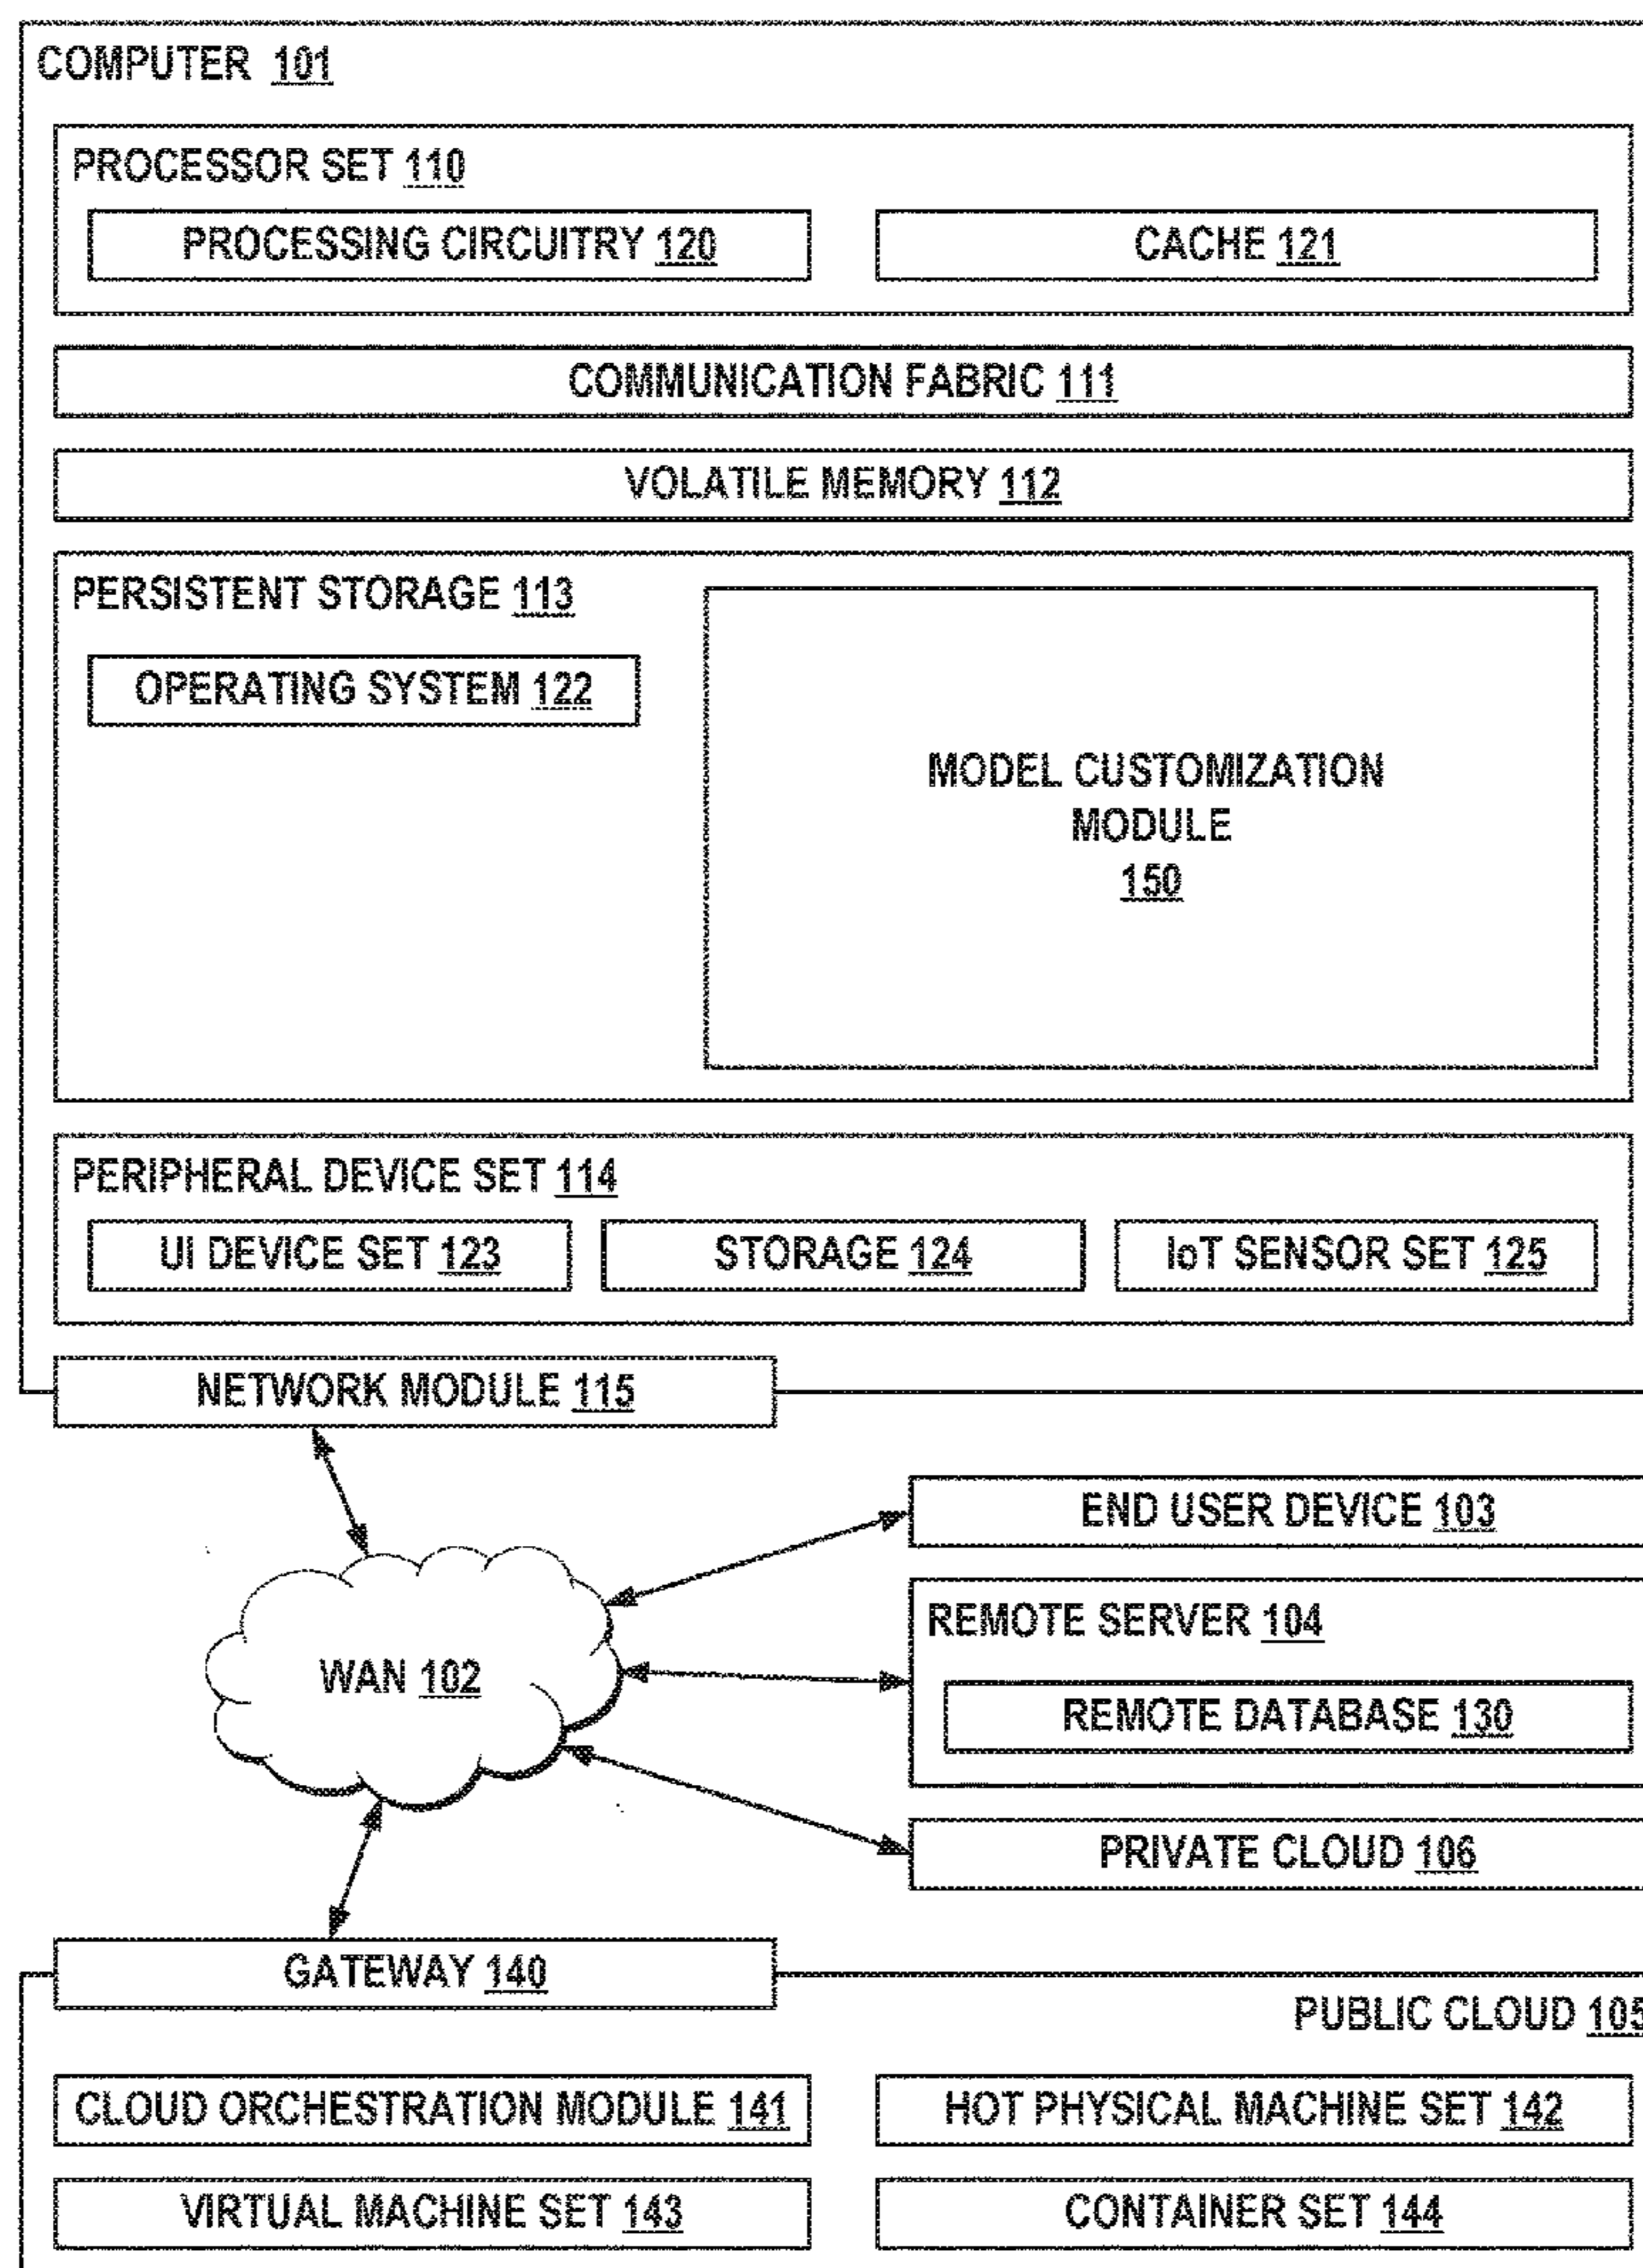 COMPUTER 101
PROCESSOR SET 110
PROCESSING CIRCUITRY 120
CACHE 121
COMMUNICATION FABRIC 111
VOLATILE MEMORY 112
PERSISTENT STORAGE 113
OPERATING SYSTEM 122
MODEL CUSTOMIZATION
MODULE
150
PERIPHERAL DEVICE SET 114
UI DEVICE SET 123
STORAGE 124
IoT SENSOR SET 125
NETWORK MODULE 115
END USER DEVICE 103
REMOTE SERVER 104
WAN 102
REMOTE DATABASE 130
PRIVATE CLOUD 106
GATEWAY 140
PUBLIC CLOUD 105
CLOUD ORCHESTRATION MODULE 141
HOT PHYSICAL MACHINE SET 142
VIRTUAL MACHINE SET 143
CONTAINER SET 144